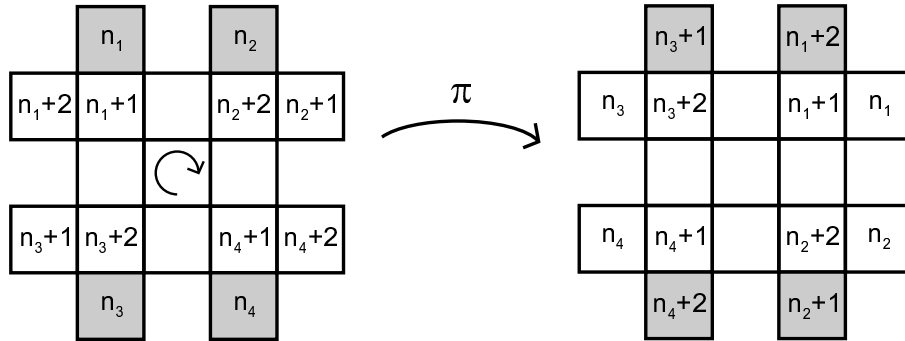 n₁ n₂ n₃+1 n₁+2
n₁+2 n₁+1 n₂+2 n₂+1 π n₃ n₃+2 n₁+1 n₁
n₃+1 n₃+2 n₄+1 n₄+2 n₄ n₄+1 n₂+2 n₂
n₃ n₄ n₄+2 n₂+1